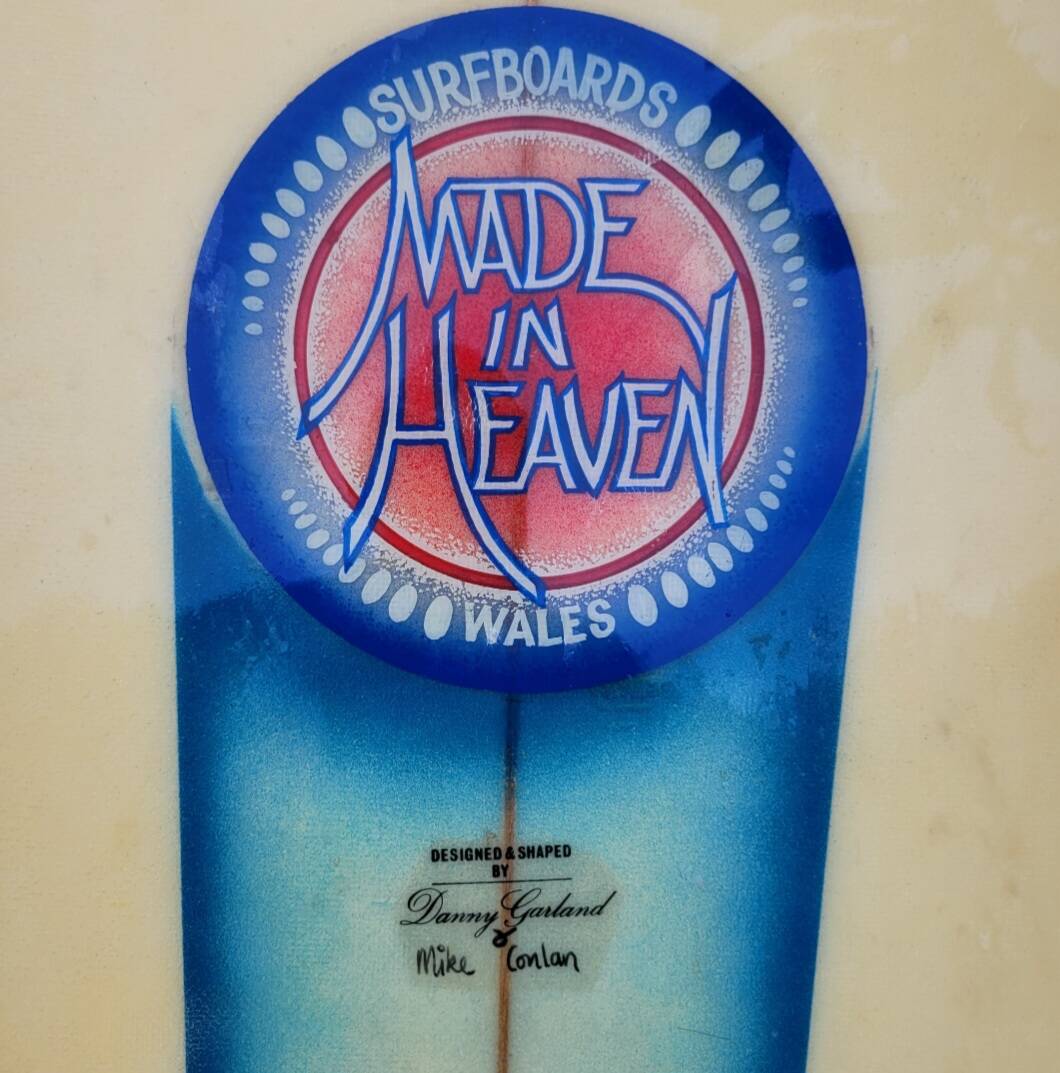 SURFBOARDS
MADE
IN
HEAVEN
WALES
DESIGNED & SHAPED
BY
Danny Garland
&
Mike Conlan